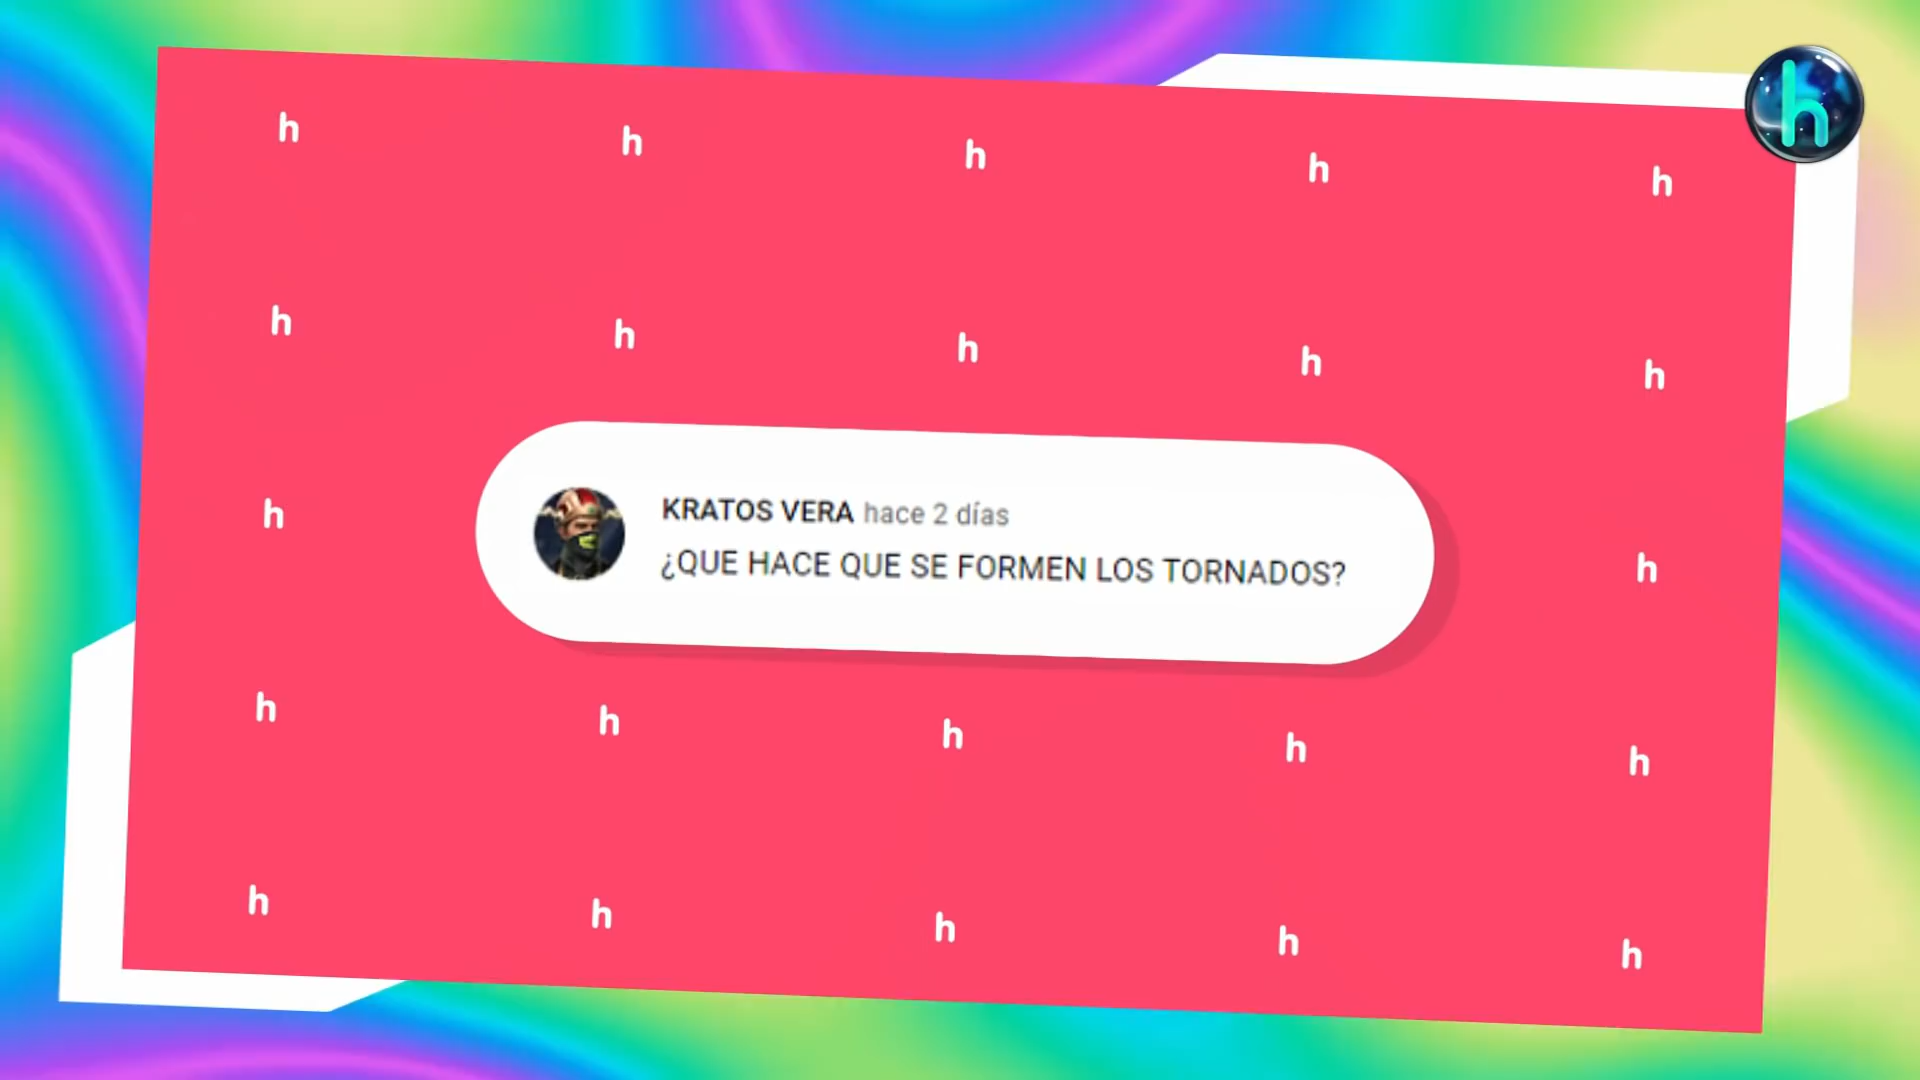 h
h h h h h
h h h h h
KRATOS VERA hace 2 días
¿QUE HACE QUE SE FORMEN LOS TORNADOS?
h h
h h h h h
h h h h h